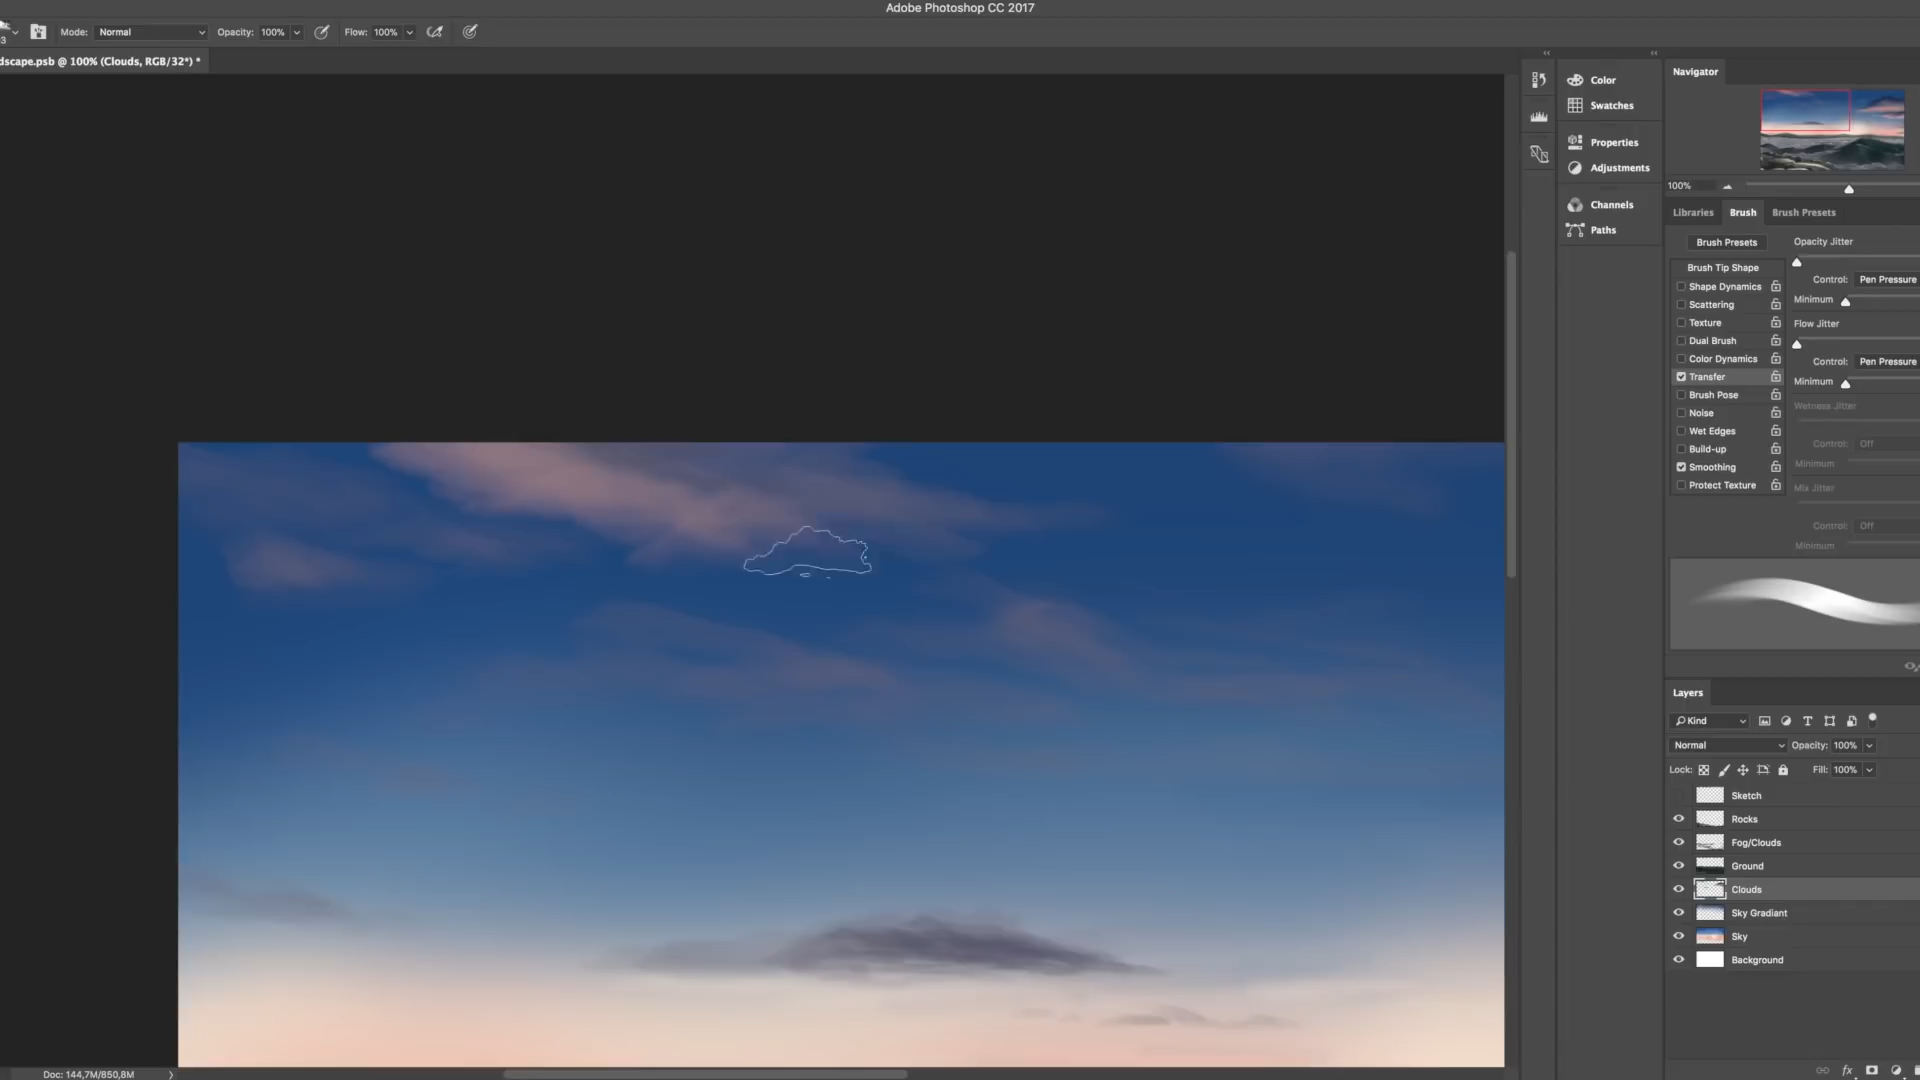 Adobe Photoshop CC 2017
Mode: Normal Opacity: 100% Flow: 100%
dscape.psb @ 100% (Clouds, RGB/32*) *
Color
Swatches
Properties
Adjustments
Channels
Paths
Navigator
100%
Libraries Brush Brush Presets
Brush Presets
Brush Tip Shape
Shape Dynamics
Scattering
Texture
Dual Brush
Color Dynamics
Transfer
Brush Pose
Noise
Wet Edges
Build-up
Smoothing
Protect Texture
Opacity Jitter
Control: Pen Pressure
Minimum
Flow Jitter
Control: Pen Pressure
Minimum
Wetness Jitter
Control: Off
Minimum
Mix Jitter
Control: Off
Minimum
Layers
Kind
Normal Opacity: 100%
Lock: Fill: 100%
Sketch
Rocks
Fog/Clouds
Ground
Clouds
Sky Gradient
Sky
Background
fx
Doc: 144,7M/850,8M